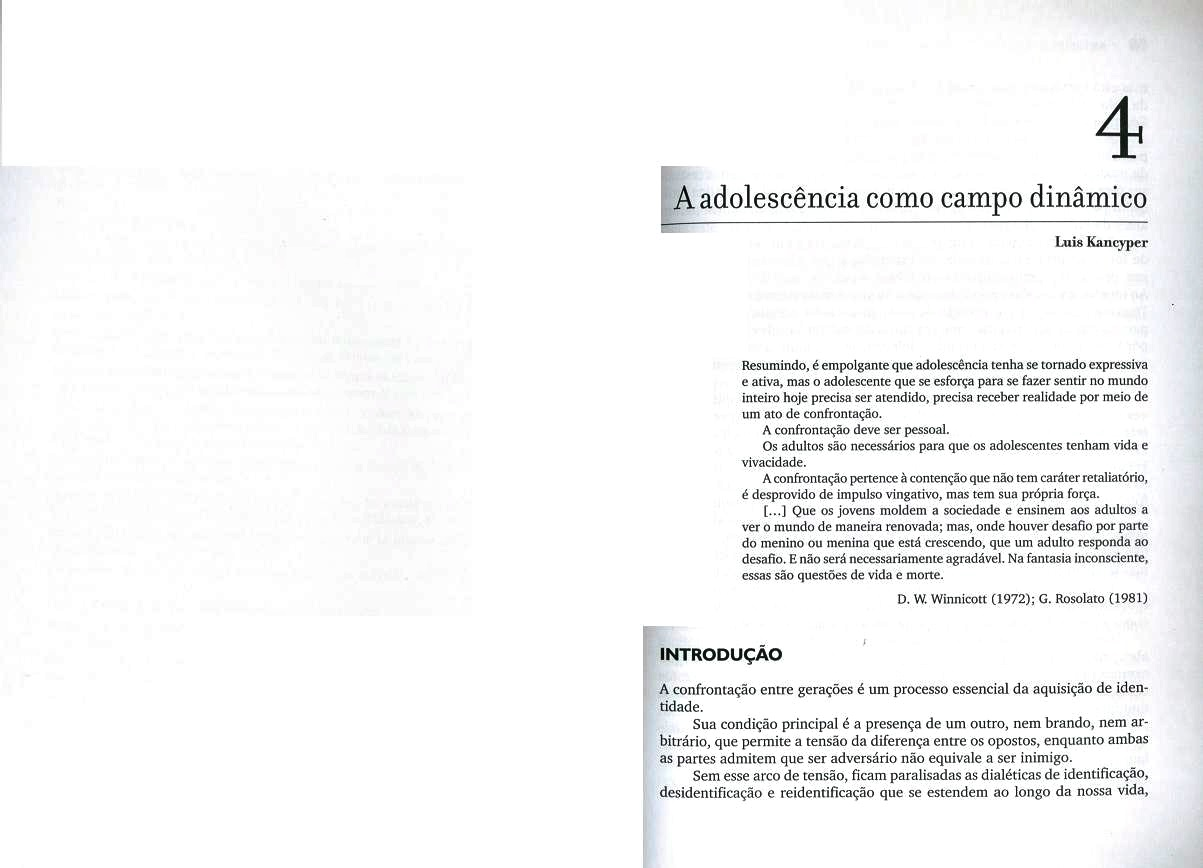 4
A adolescência como campo dinâmico
Luis Kancyper
Resumindo, é empolgante que adolescência tenha se tornado expressiva
e ativa, mas o adolescente que se esforça para se fazer sentir no mundo
inteiro hoje precisa ser atendido, precisa receber realidade por meio de
um ato de confrontação.
A confrontação deve ser pessoal.
Os adultos são necessários para que os adolescentes tenham vida e
vivacidade.
A confrontação pertence à contenção que não tem caráter retaliatório,
é desprovido de impulso vingativo, mas tem sua própria força.
[...] Que os jovens moldem a sociedade e ensinem aos adultos a
ver o mundo de maneira renovada; mas, onde houver desafio por parte
do menino ou menina que está crescendo, que um adulto responda ao
desafio. E não será necessariamente agradável. Na fantasia inconsciente,
essas são questões de vida e morte.
D. W. Winnicott (1972); G. Rosolato (1981)
INTRODUÇÃO
A confrontação entre gerações é um processo essencial da aquisição de iden-
tidade.
Sua condição principal é a presença de um outro, nem brando, nem ar-
bitrário, que permite a tensão da diferença entre os opostos, enquanto ambas
as partes admitem que ser adversário não equivale a ser inimigo.
Sem esse arco de tensão, ficam paralisadas as dialéticas de identificação,
desidentificação e reidentificação que se estendem ao longo da nossa vida,